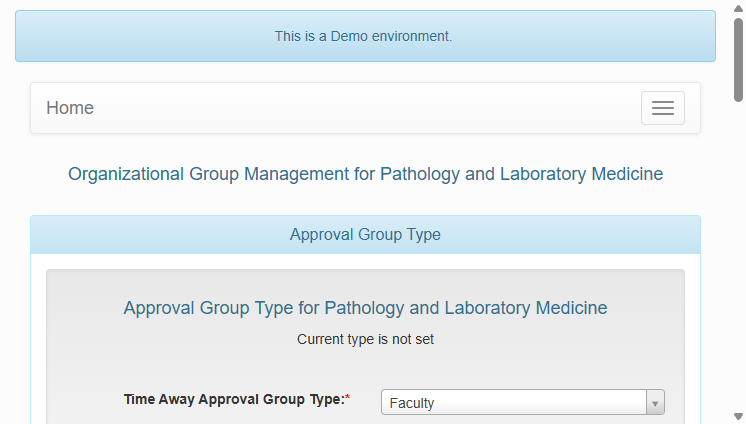 This is a Demo environment.
Home
Organizational Group Management for Pathology and Laboratory Medicine
Approval Group Type
Approval Group Type for Pathology and Laboratory Medicine
Current type is not set
Time Away Approval Group Type:* Faculty